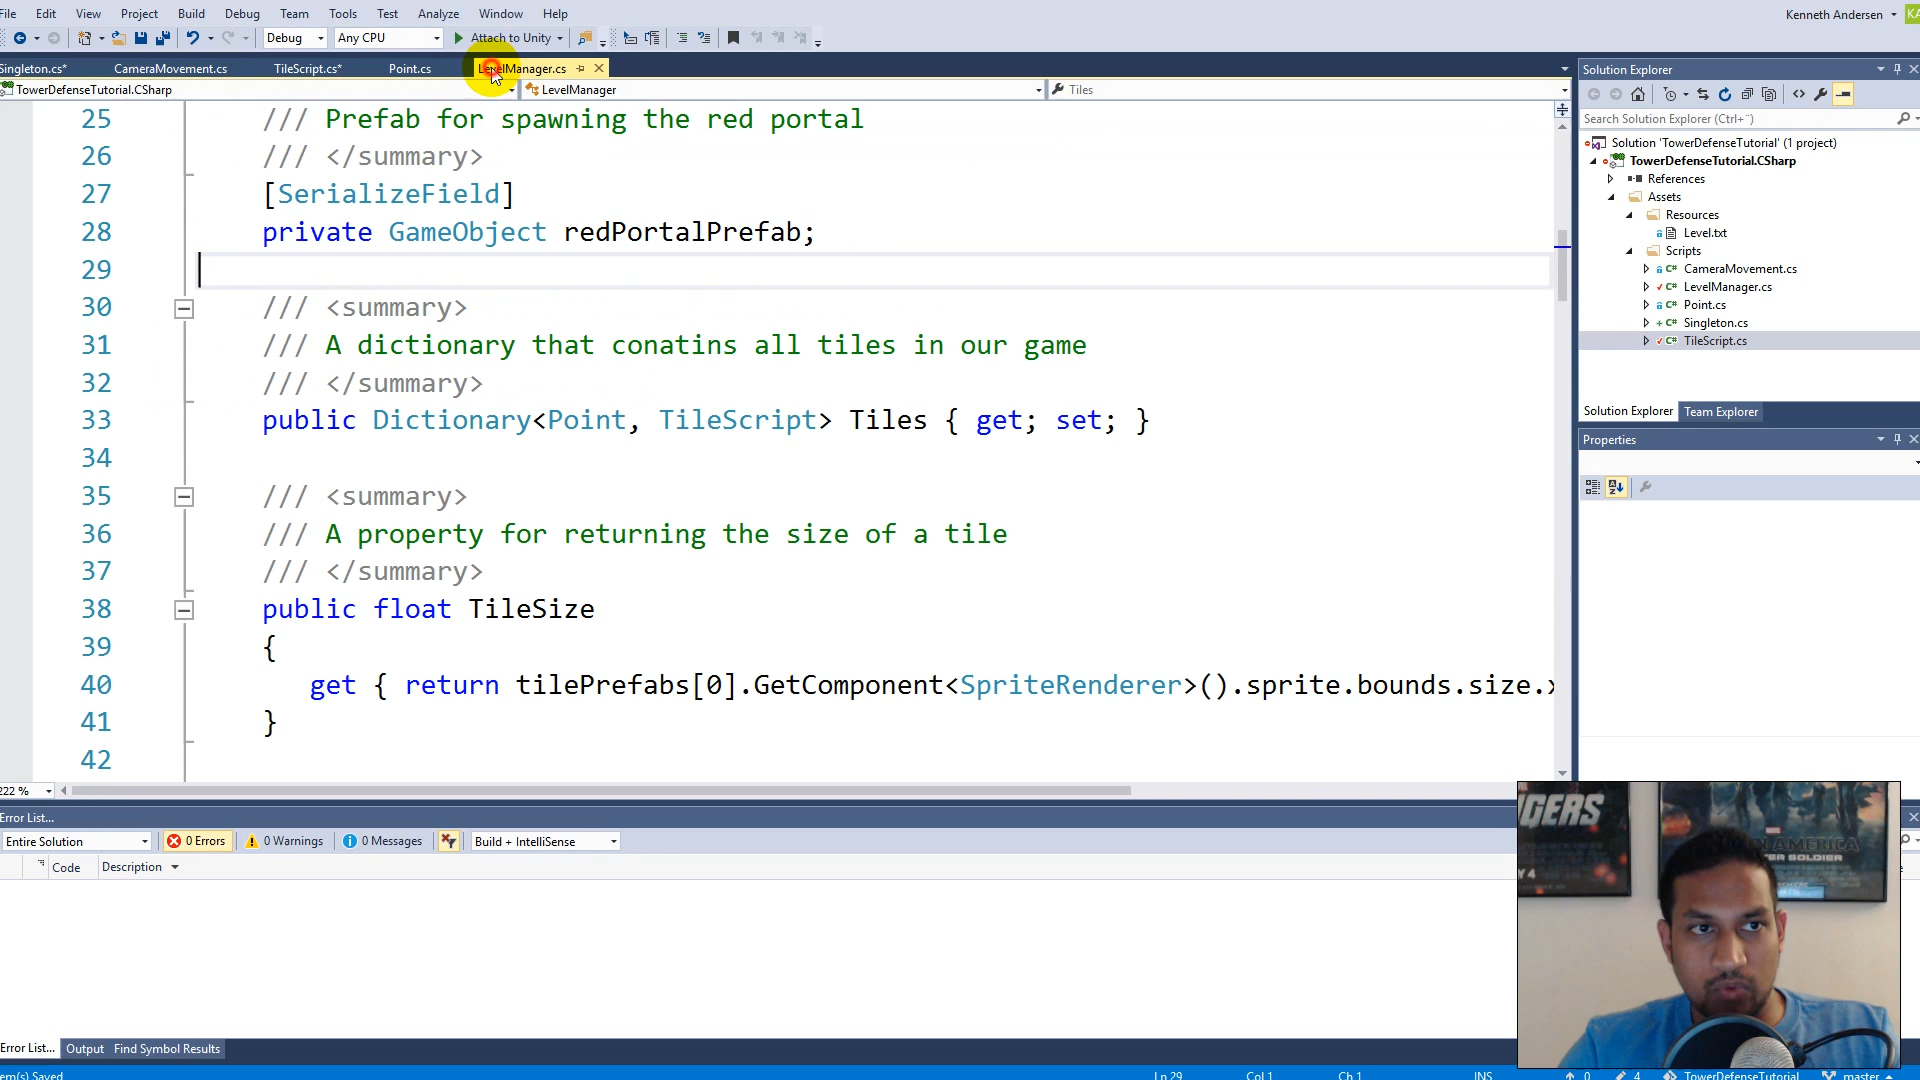 File Edit View Project Build Debug Team Tools Test Analyze Window Help
Kenneth Andersen
KA
Debug Any CPU Attach to Unity
Singleton.cs* CameraMovement.cs TileScript.cs* Point.cs LevelManager.cs
TowerDefenseTutorial.CSharp LevelManager Tiles
25 /// Prefab for spawning the red portal
26 /// </summary>
27 [SerializeField]
28 private GameObject redPortalPrefab;
29
30 /// <summary>
31 /// A dictionary that conatins all tiles in our game
32 /// </summary>
33 public Dictionary<Point, TileScript> Tiles { get; set; }
34
35 /// <summary>
36 /// A property for returning the size of a tile
37 /// </summary>
38 public float TileSize
39 {
40 get { return tilePrefabs[0].GetComponent<SpriteRenderer>().sprite.bounds.size.x
41 }
42
222 %
Solution Explorer
Search Solution Explorer (Ctrl+¨)
Solution 'TowerDefenseTutorial' (1 project)
TowerDefenseTutorial.CSharp
References
Assets
Resources
Level.txt
Scripts
CameraMovement.cs
LevelManager.cs
Point.cs
Singleton.cs
TileScript.cs
Solution Explorer Team Explorer
Properties
Error List...
Entire Solution 0 Errors 0 Warnings 0 Messages Build + IntelliSense
Code Description
Error List... Output Find Symbol Results
Item(s) Saved Ln 29 Col 1 Ch 1 INS 0 4 TowerDefenseTutorial master